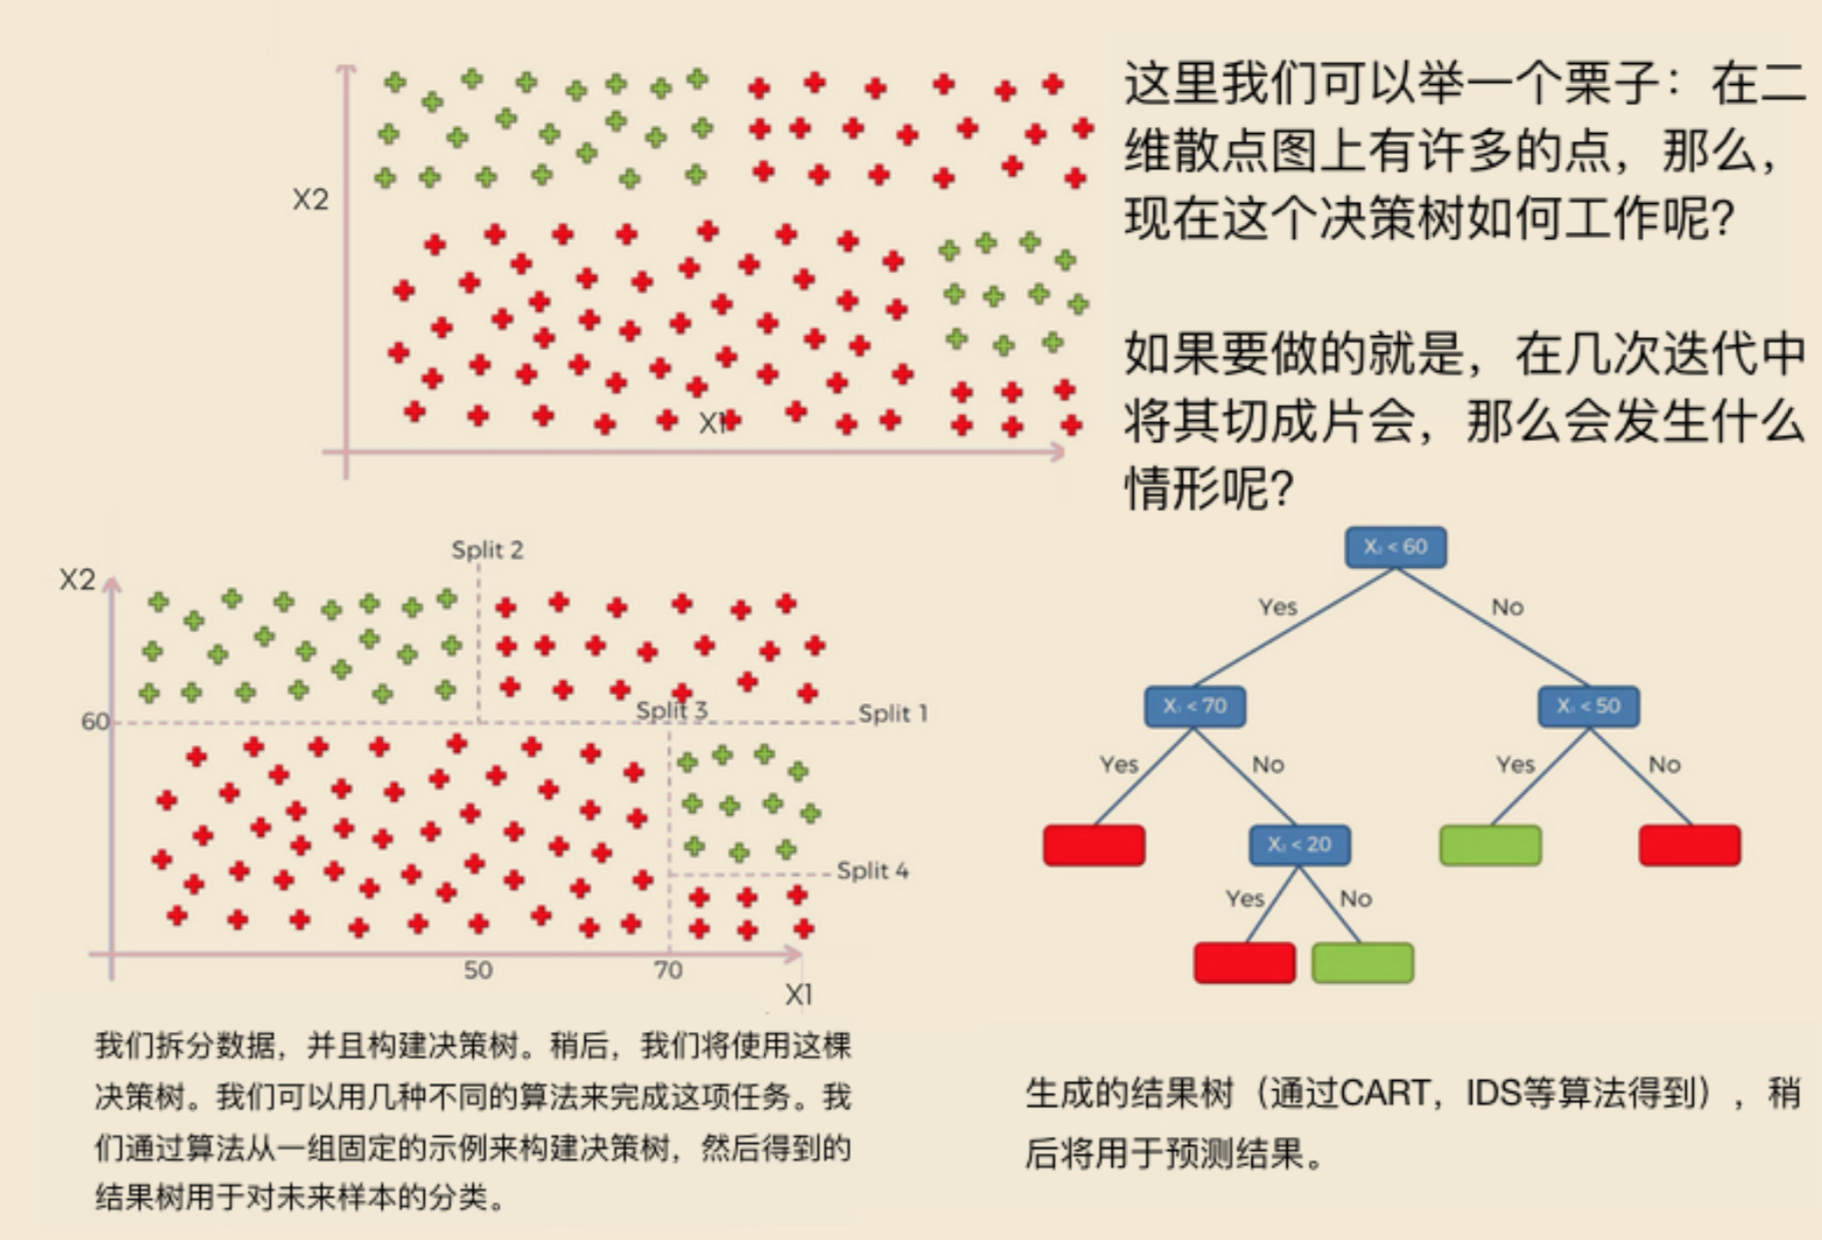 这里我们可以举一个栗子：在二
维散点图上有许多的点，那么，
现在这个决策树如何工作呢？
如果要做的就是，在几次迭代中
将其切成片会，那么会发生什么
情形呢？
X2
X1
Split 2
X2
Split 3
Split 1
60
Split 4
50
70
X1
X₂ < 60
Yes
No
X₁ < 70
X₁ < 50
Yes
No
Yes
No
X₂ < 20
Yes
No
我们拆分数据，并且构建决策树。稍后，我们将使用这棵
决策树。我们可以用几种不同的算法来完成这项任务。我
们通过算法从一组固定的示例来构建决策树，然后得到的
结果树用于对未来样本的分类。
生成的结果树（通过CART，IDS等算法得到），稍
后将用于预测结果。